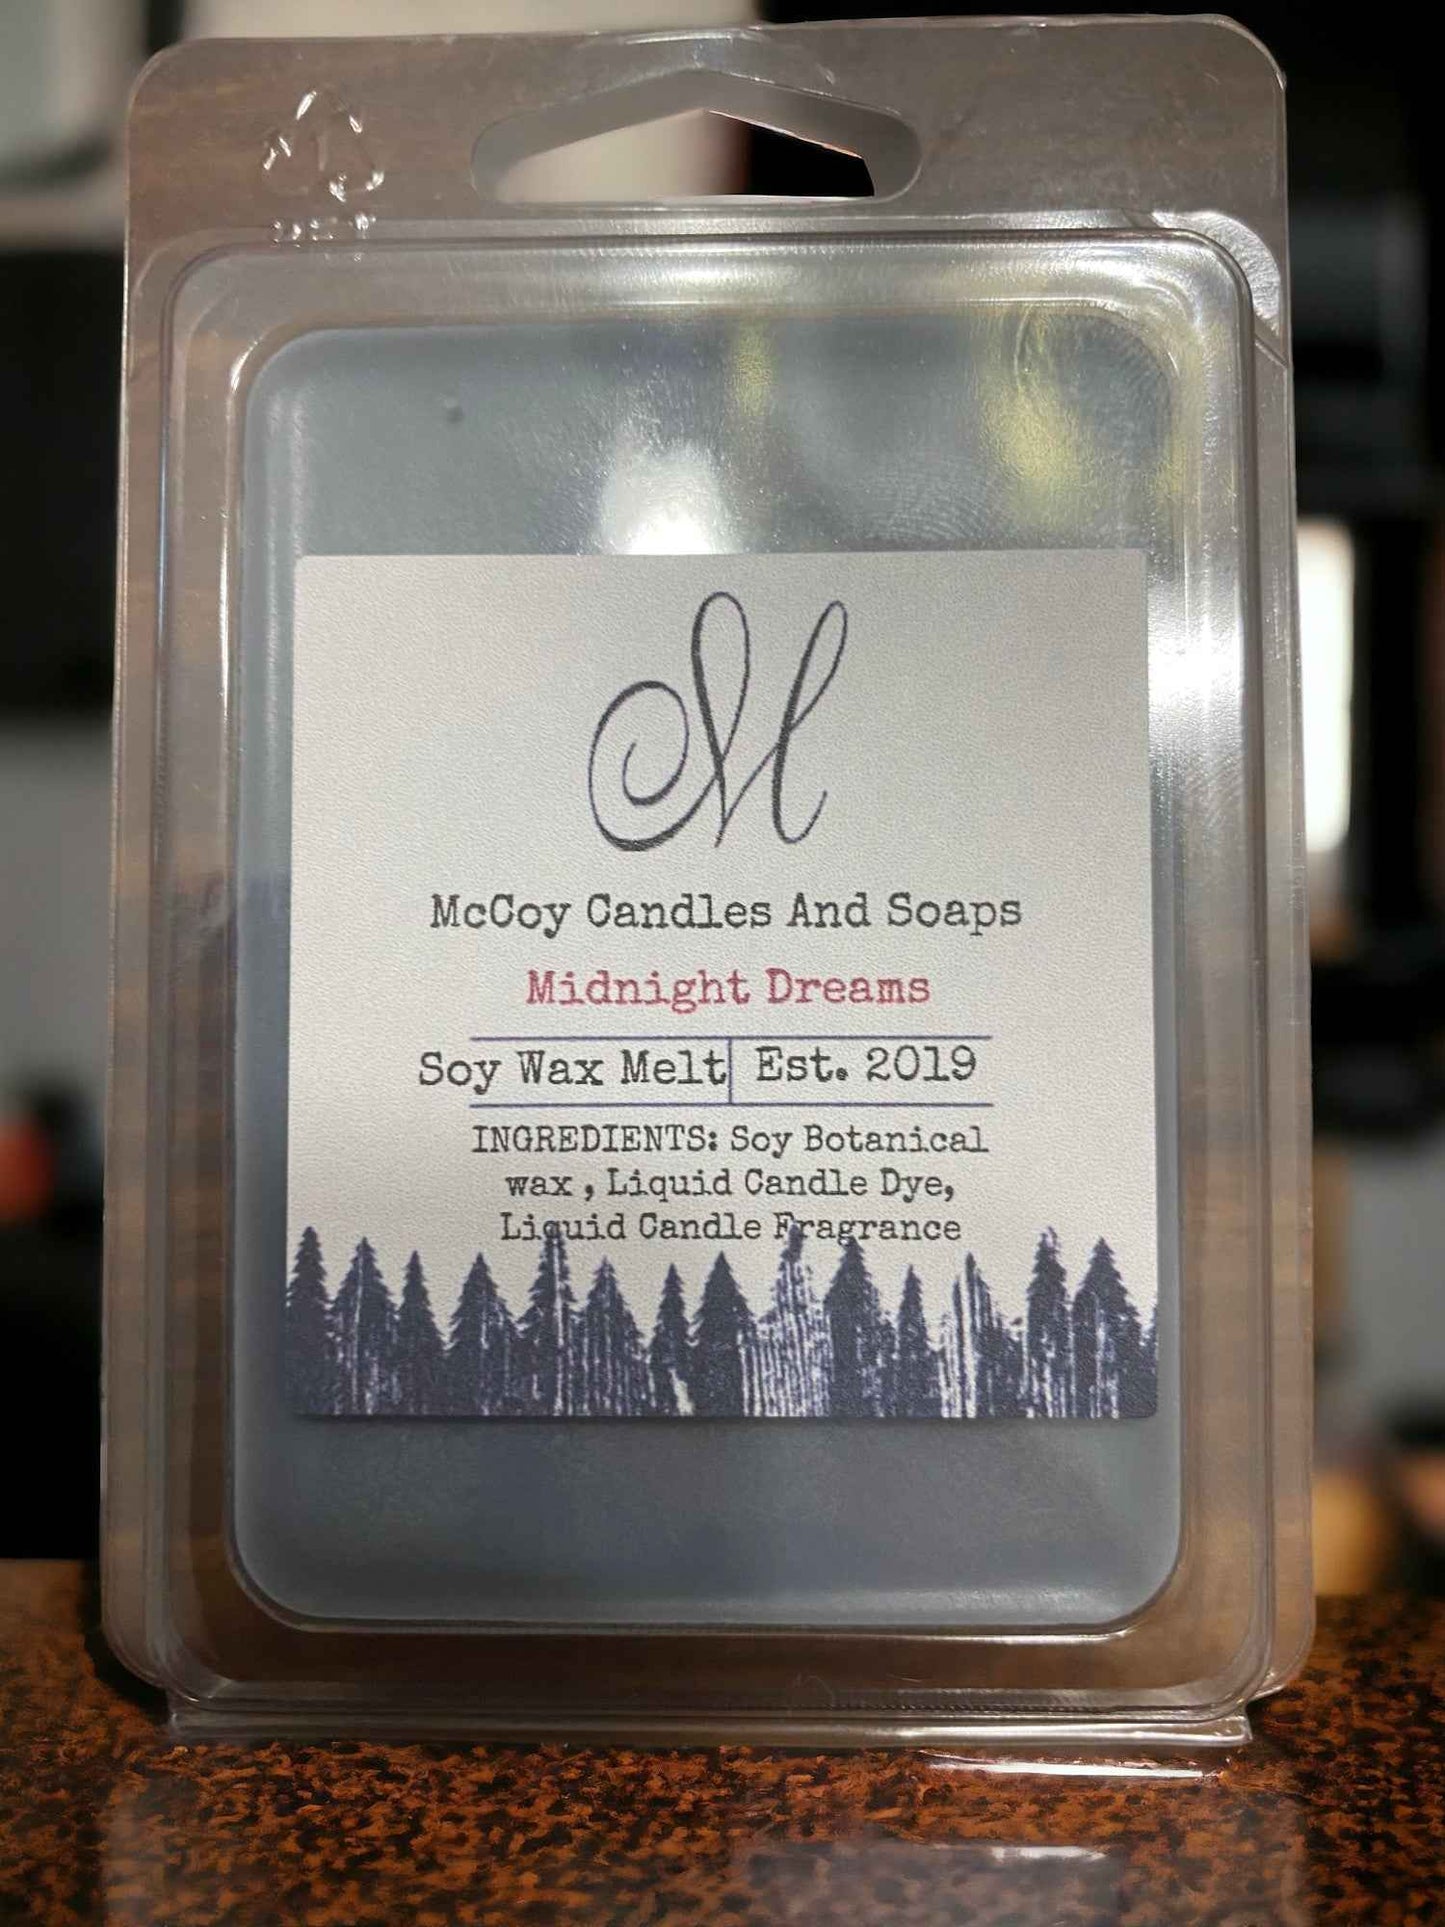 M
McCoy Candles And Soaps
Midnight Dreams
Soy Wax Melt Est. 2019
INGREDIENTS: Soy Botanical
wax , Liquid Candle Dye,
Liquid Candle Fragrance